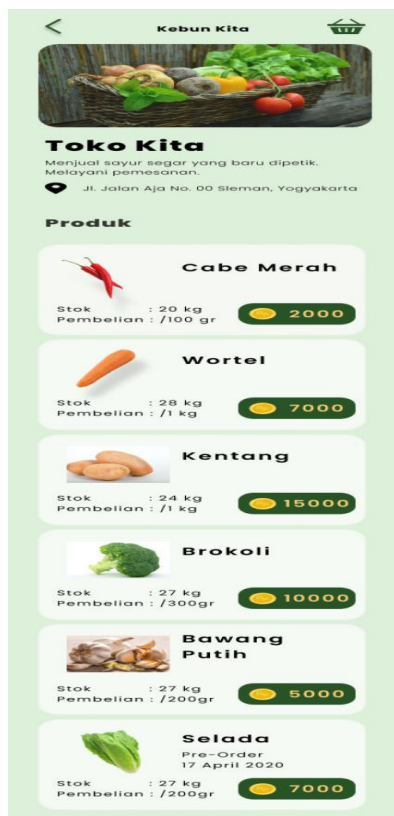 Kebun Kita
Toko Kita
Menjual sayur segar yang baru dipetik.
Melayani pemesanan.
Jl. Jalan Aja No. 00 Sleman, Yogyakarta
Produk
Cabe Merah
Stok : 20 kg
Pembelian : /100 gr
2000
Wortel
Stok : 28 kg
Pembelian : /1 kg
7000
Kentang
Stok : 24 kg
Pembelian : /1 kg
15000
Brokoli
Stok : 27 kg
Pembelian : /300gr
10000
Bawang
Putih
Stok : 27 kg
Pembelian : /200gr
5000
Selada
Pre-Order
17 April 2020
Stok : 27 kg
Pembelian : /200gr
7000